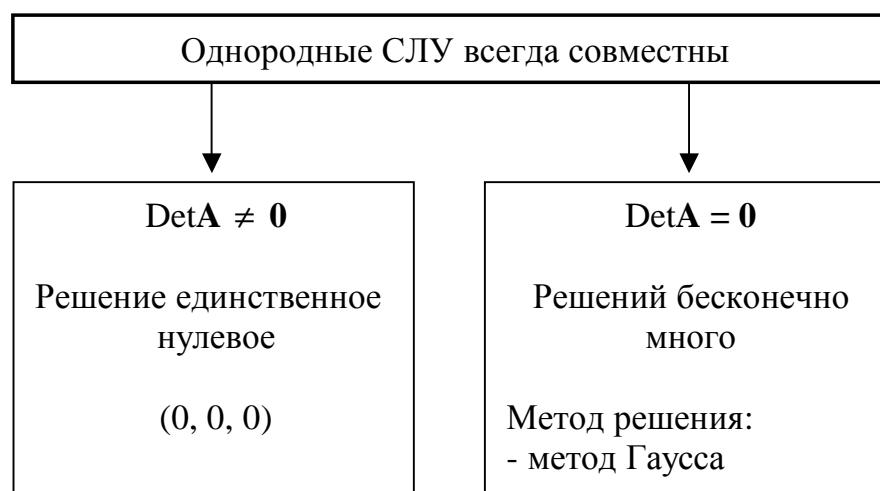 Однородные СЛУ всегда совместны
DetA ≠ 0
Решение единственное
нулевое
(0, 0, 0)
DetA = 0
Решений бесконечно
много
Метод решения:
- метод Гаусса